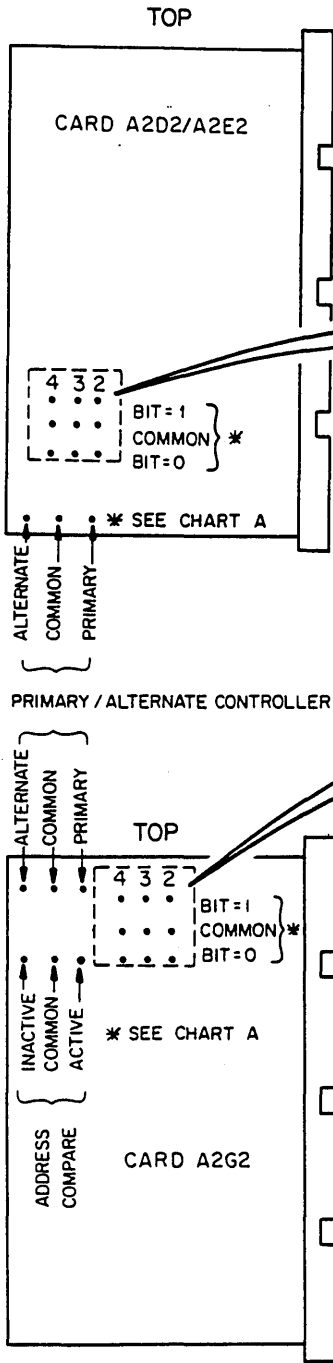 TOP
CARD A2D2/A2E2
4 3 2
BIT=1
COMMON *
BIT=0
* SEE CHART A
ALTERNATE
COMMON
PRIMARY
PRIMARY/ALTERNATE CONTROLLER
ALTERNATE
COMMON
PRIMARY
TOP
4 3 2
BIT=1
COMMON *
BIT=0
INACTIVE
COMMON
ACTIVE
* SEE CHART A
ADDRESS
COMPARE
CARD A2G2